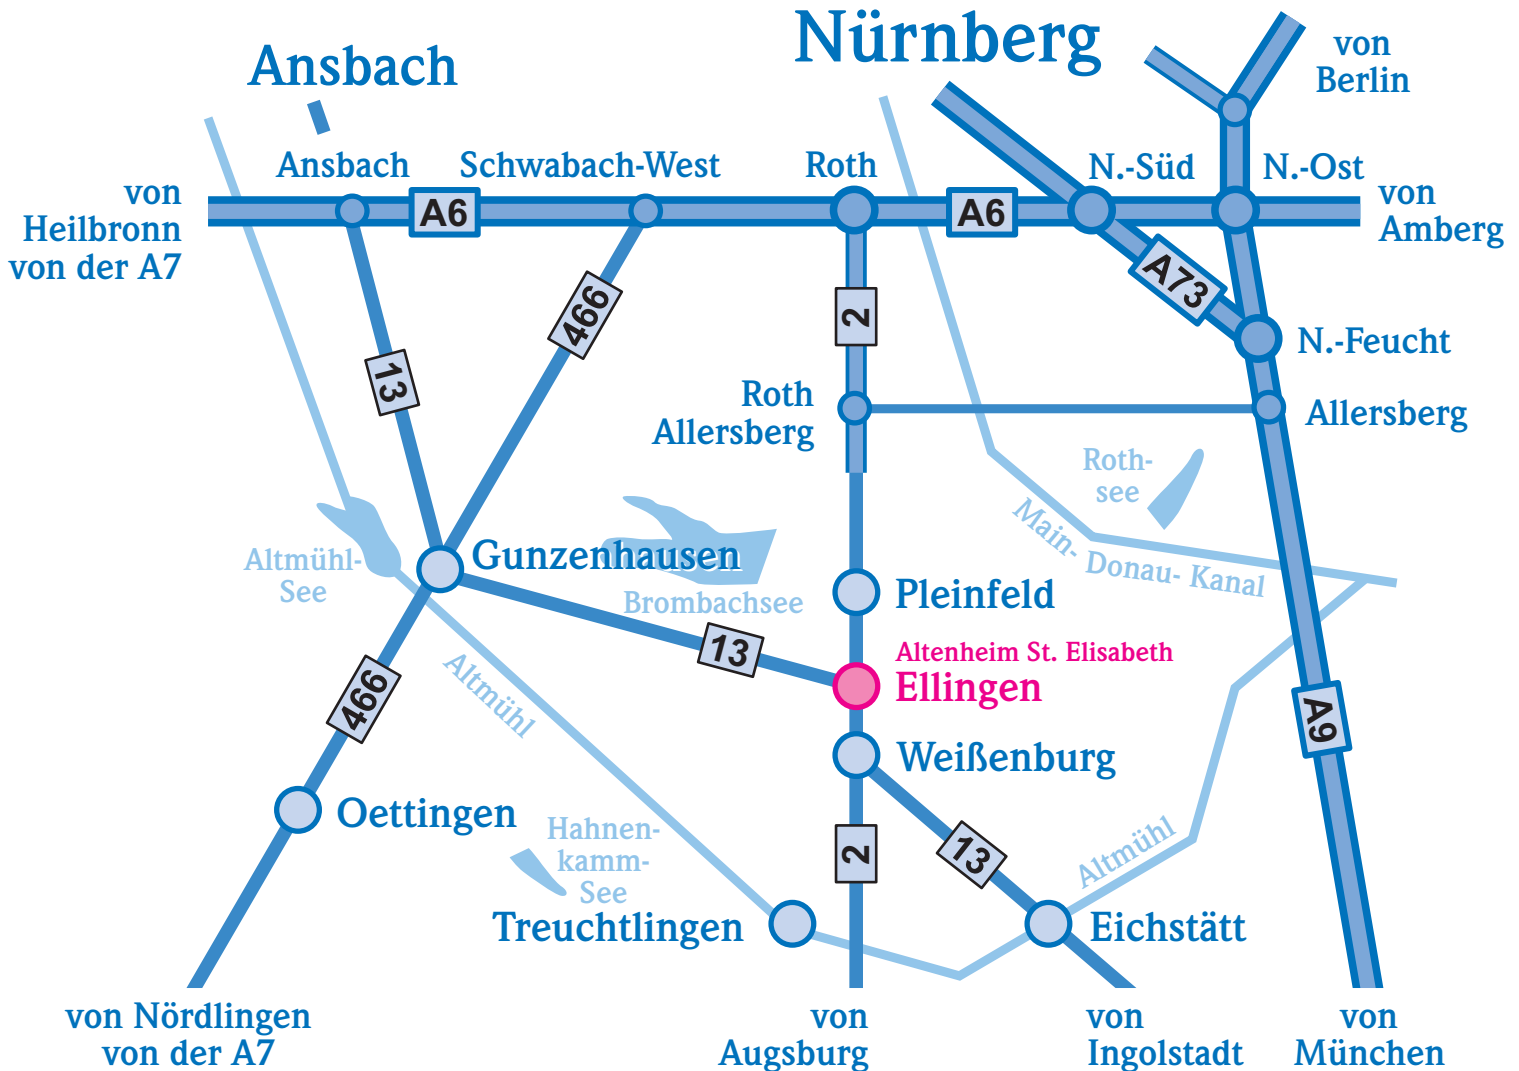 Nürnberg
Ansbach
von
Berlin
Ansbach
Schwabach-West
Roth
N.-Süd
N.-Ost
von
Heilbronn
von der A7
A6
A6
von
Amberg
A73
466
2
N.-Feucht
13
Roth
Allersberg
Allersberg
Roth-
see
Main- Donau- Kanal
Altmühl-
See
Gunzenhausen
Brombachsee
Pleinfeld
13
Altenheim St. Elisabeth
Ellingen
466
Altmühl
A9
Weißenburg
Oettingen
Hahnen-
kamm-
See
2
13
Altmühl
Treuchtlingen
Eichstätt
von Nördlingen
von der A7
von
Augsburg
von
Ingolstadt
von
München